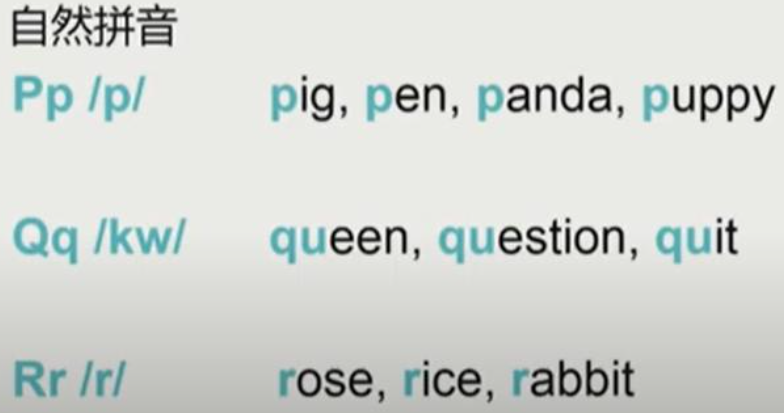 自然拼音
Pp /p/ pig, pen, panda, puppy
Qq /kw/ queen, question, quit
Rr /r/ rose, rice, rabbit